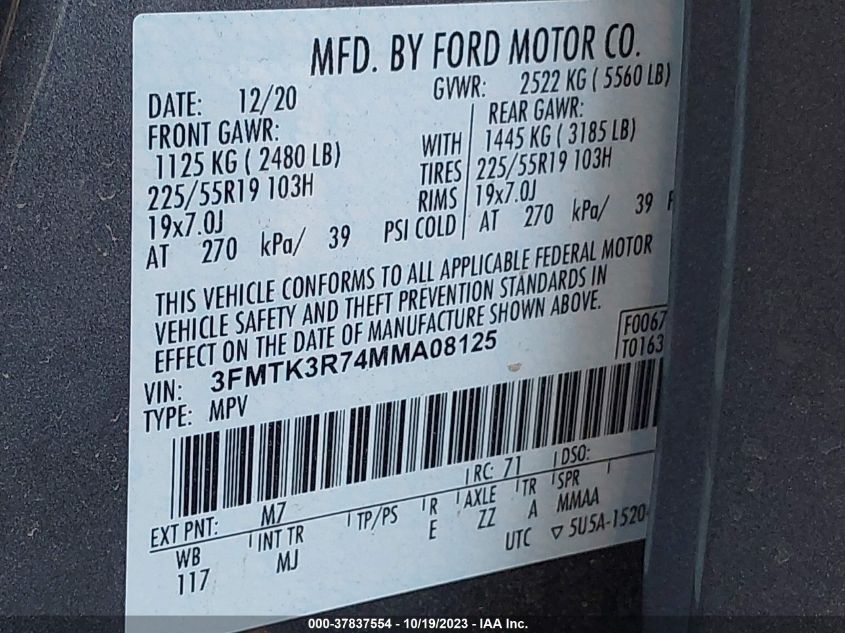 MFD. BY FORD MOTOR CO.
DATE: 12/20 GVWR: 2522 KG ( 5560 LB)
FRONT GAWR: REAR GAWR:
1125 KG ( 2480 LB) WITH 1445 KG ( 3185 LB)
225/55R19 103H TIRES 225/55R19 103H
19x7.0J RIMS 19x7.0J
AT 270 kPa/ 39 PSI COLD AT 270 kPa/ 39
THIS VEHICLE CONFORMS TO ALL APPLICABLE FEDERAL MOTOR
VEHICLE SAFETY AND THEFT PREVENTION STANDARDS IN
EFFECT ON THE DATE OF MANUFACTURE SHOWN ABOVE.
VIN: 3FMTK3R74MMA08125
F0067
T0163
TYPE: MPV
EXT PNT: M7 RC: 71 DSO:
WB INT TR TP/PS R AXLE TR SPR
117 MJ E ZZ A MMAA
UTC ▽ 5U5A-1520
000-37837554 - 10/19/2023 - IAA Inc.